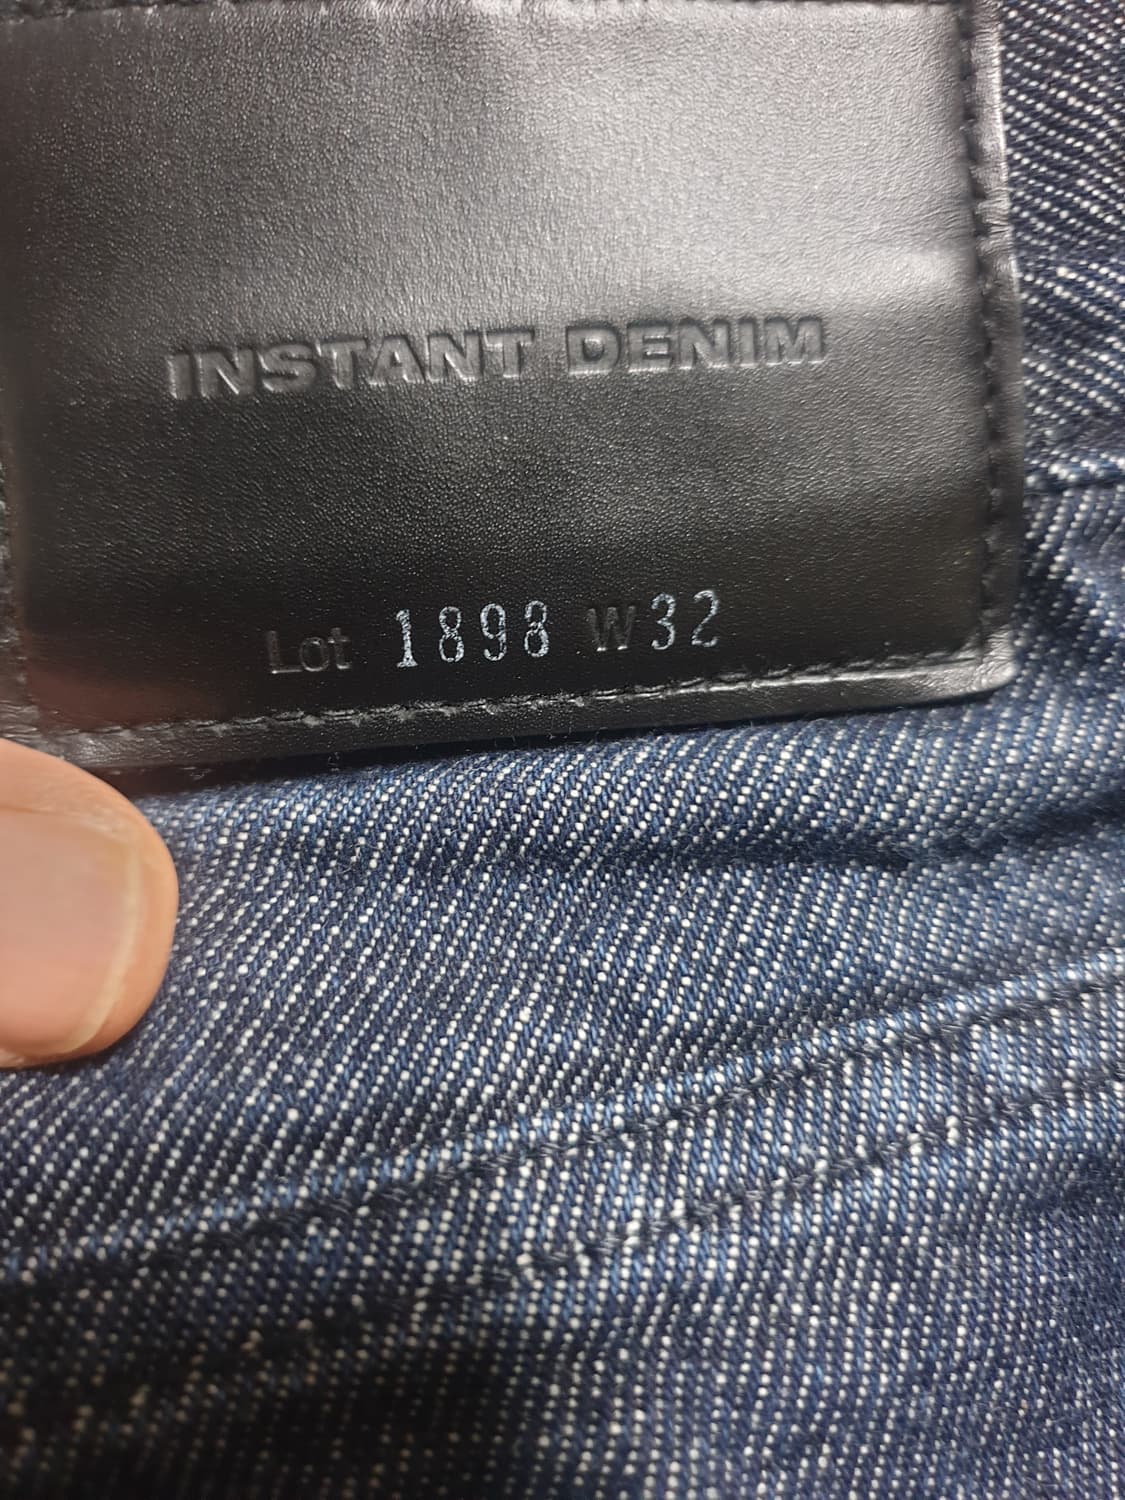 INSTANT DENIM
Lot 1898 W32